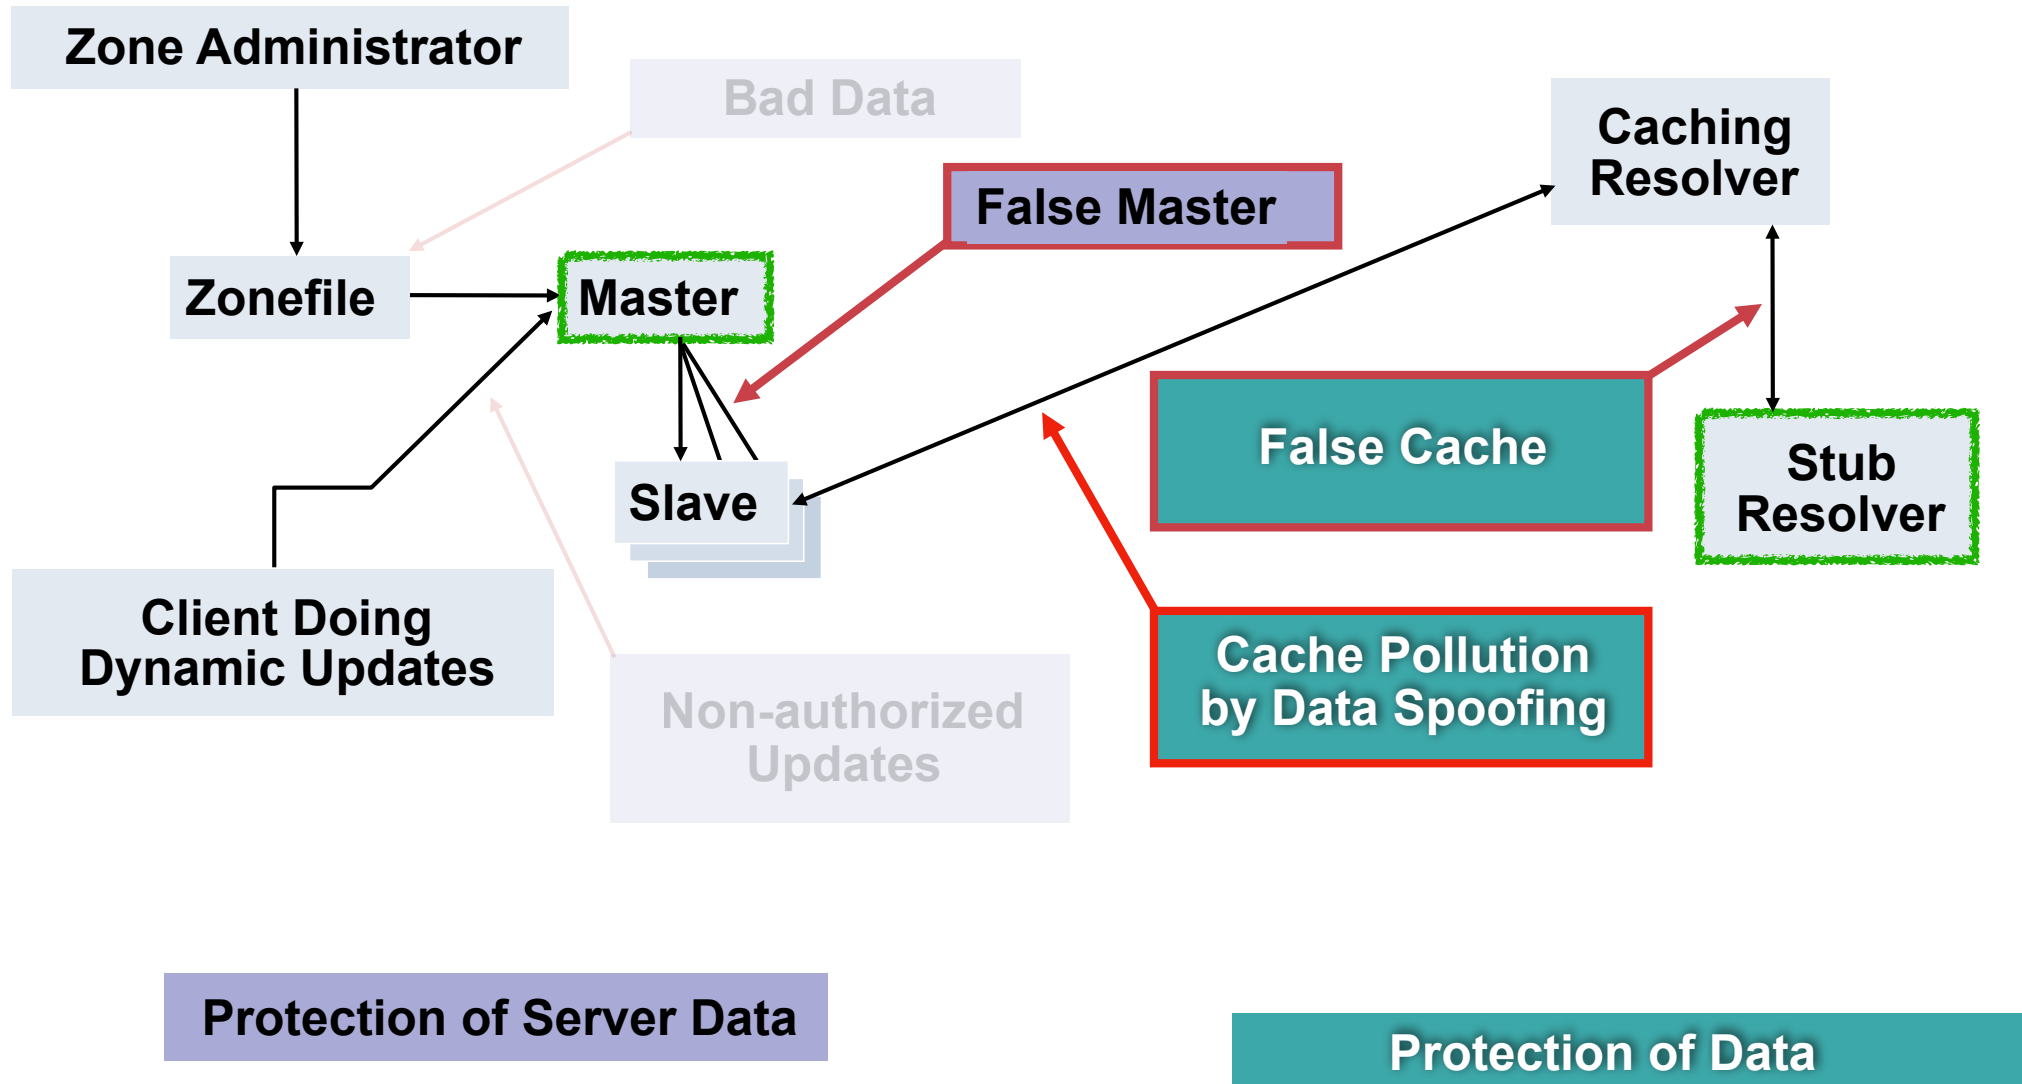 Zone Administrator
Bad Data
Caching
Resolver
False Master
Zonefile
Master
False Cache
Stub
Resolver
Slave
Client Doing
Dynamic Updates
Cache Pollution
by Data Spoofing
Non-authorized
Updates
Protection of Server Data
Protection of Data